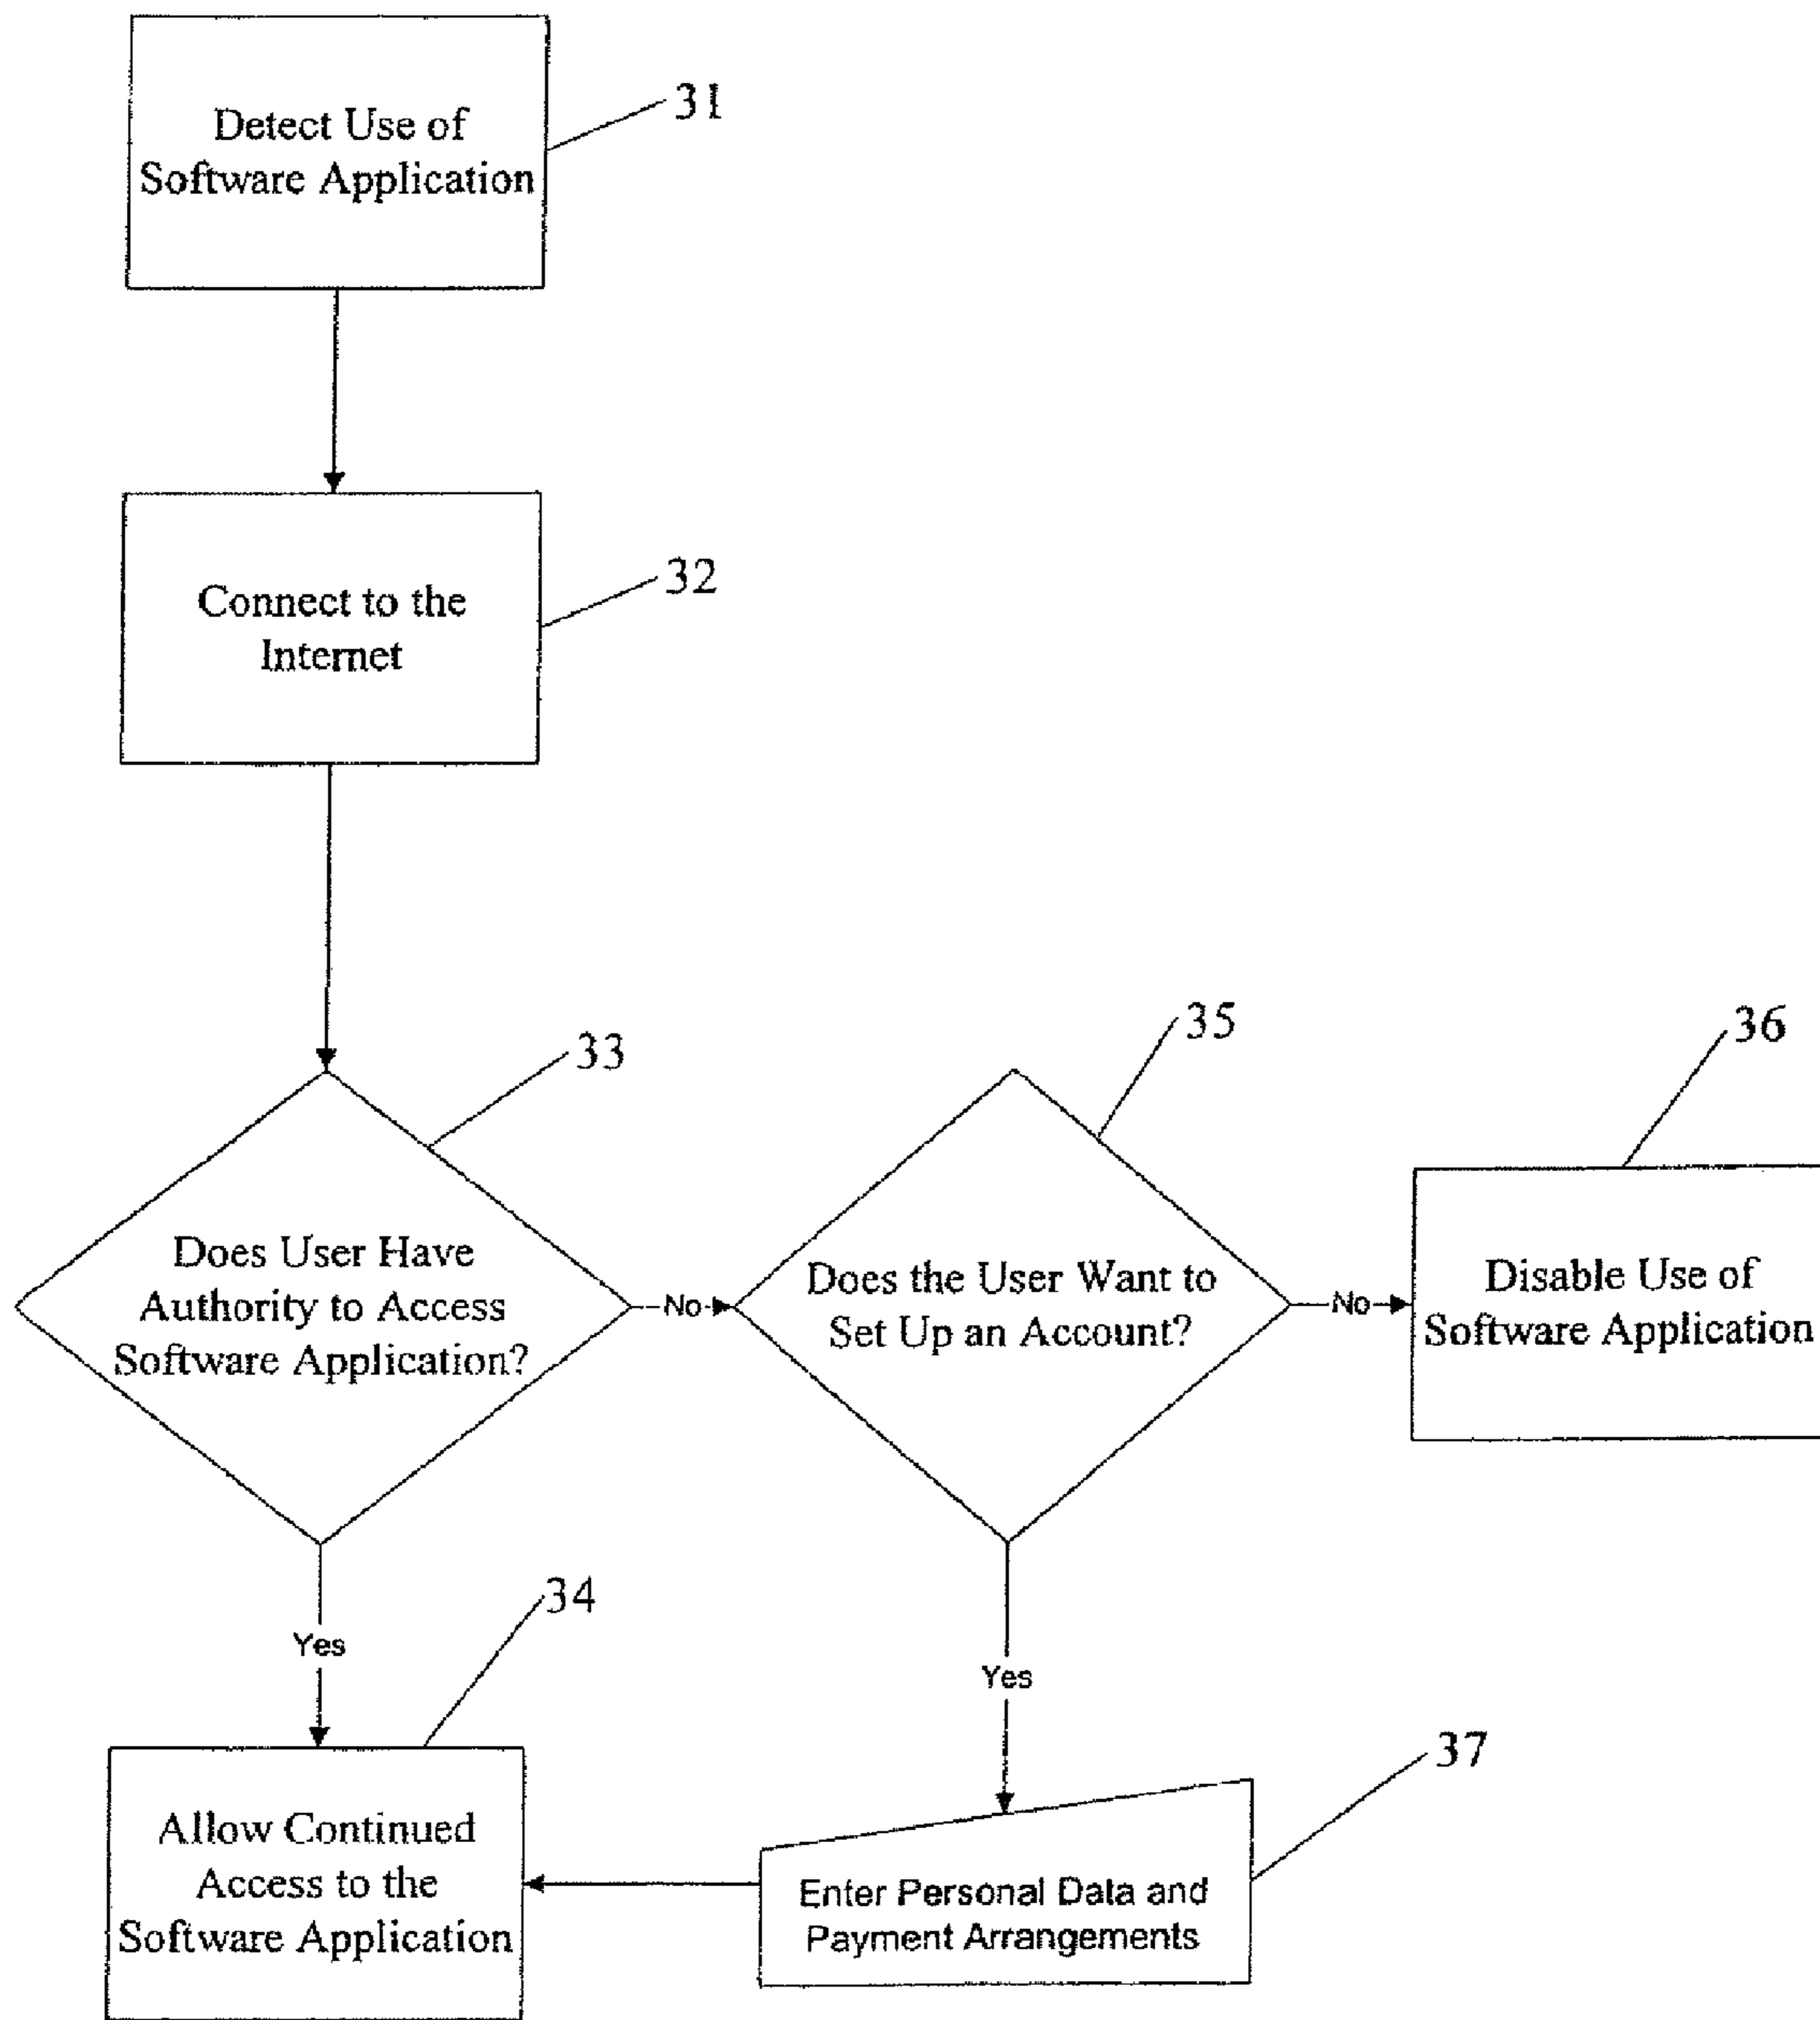 Detect Use of
Software Application
31
Connect to the
Internet
32
33
Does User Have
Authority to Access
Software Application?
No
35
Does the User Want to
Set Up an Account?
No
36
Disable Use of
Software Application
Yes
34
Allow Continued
Access to the
Software Application
Yes
37
Enter Personal Data and
Payment Arrangements